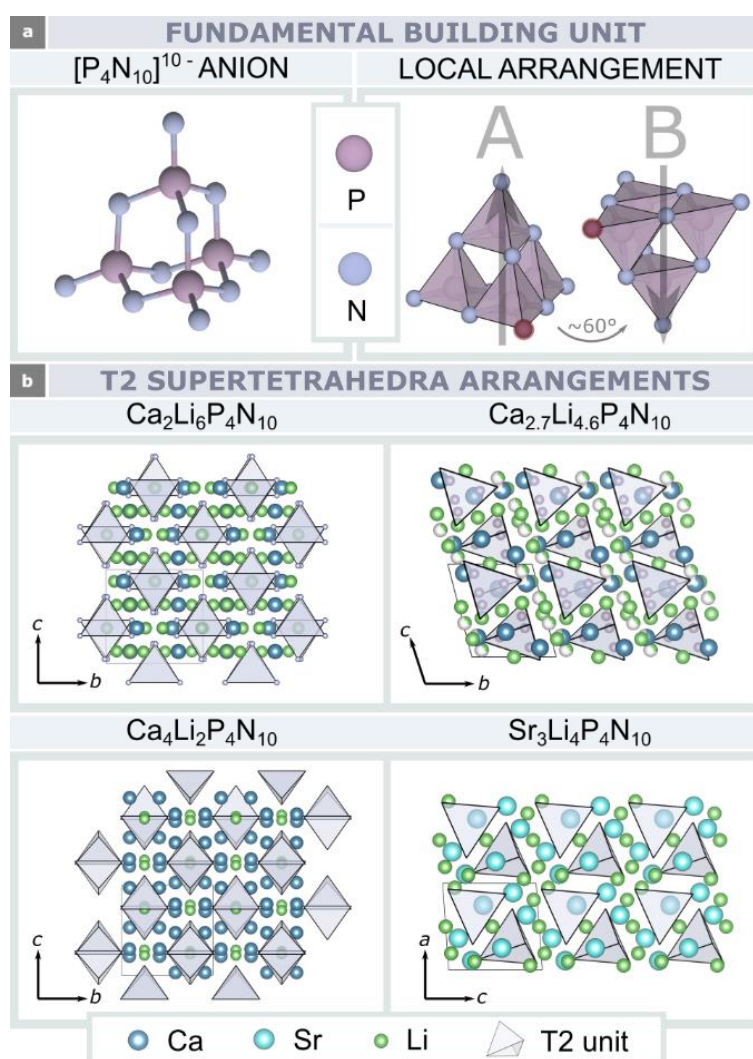 a FUNDAMENTAL BUILDING UNIT
[P₄N₁₀]¹⁰⁻ ANION
LOCAL ARRANGEMENT
P
N
A
B
~60°
b T2 SUPERTETRAHEDRA ARRANGEMENTS
Ca₂Li₆P₄N₁₀
Ca₂.₇Li₄.₆P₄N₁₀
c
b
c
b
Ca₄Li₂P₄N₁₀
Sr₃Li₄P₄N₁₀
c
b
a
c
Ca Sr Li T2 unit